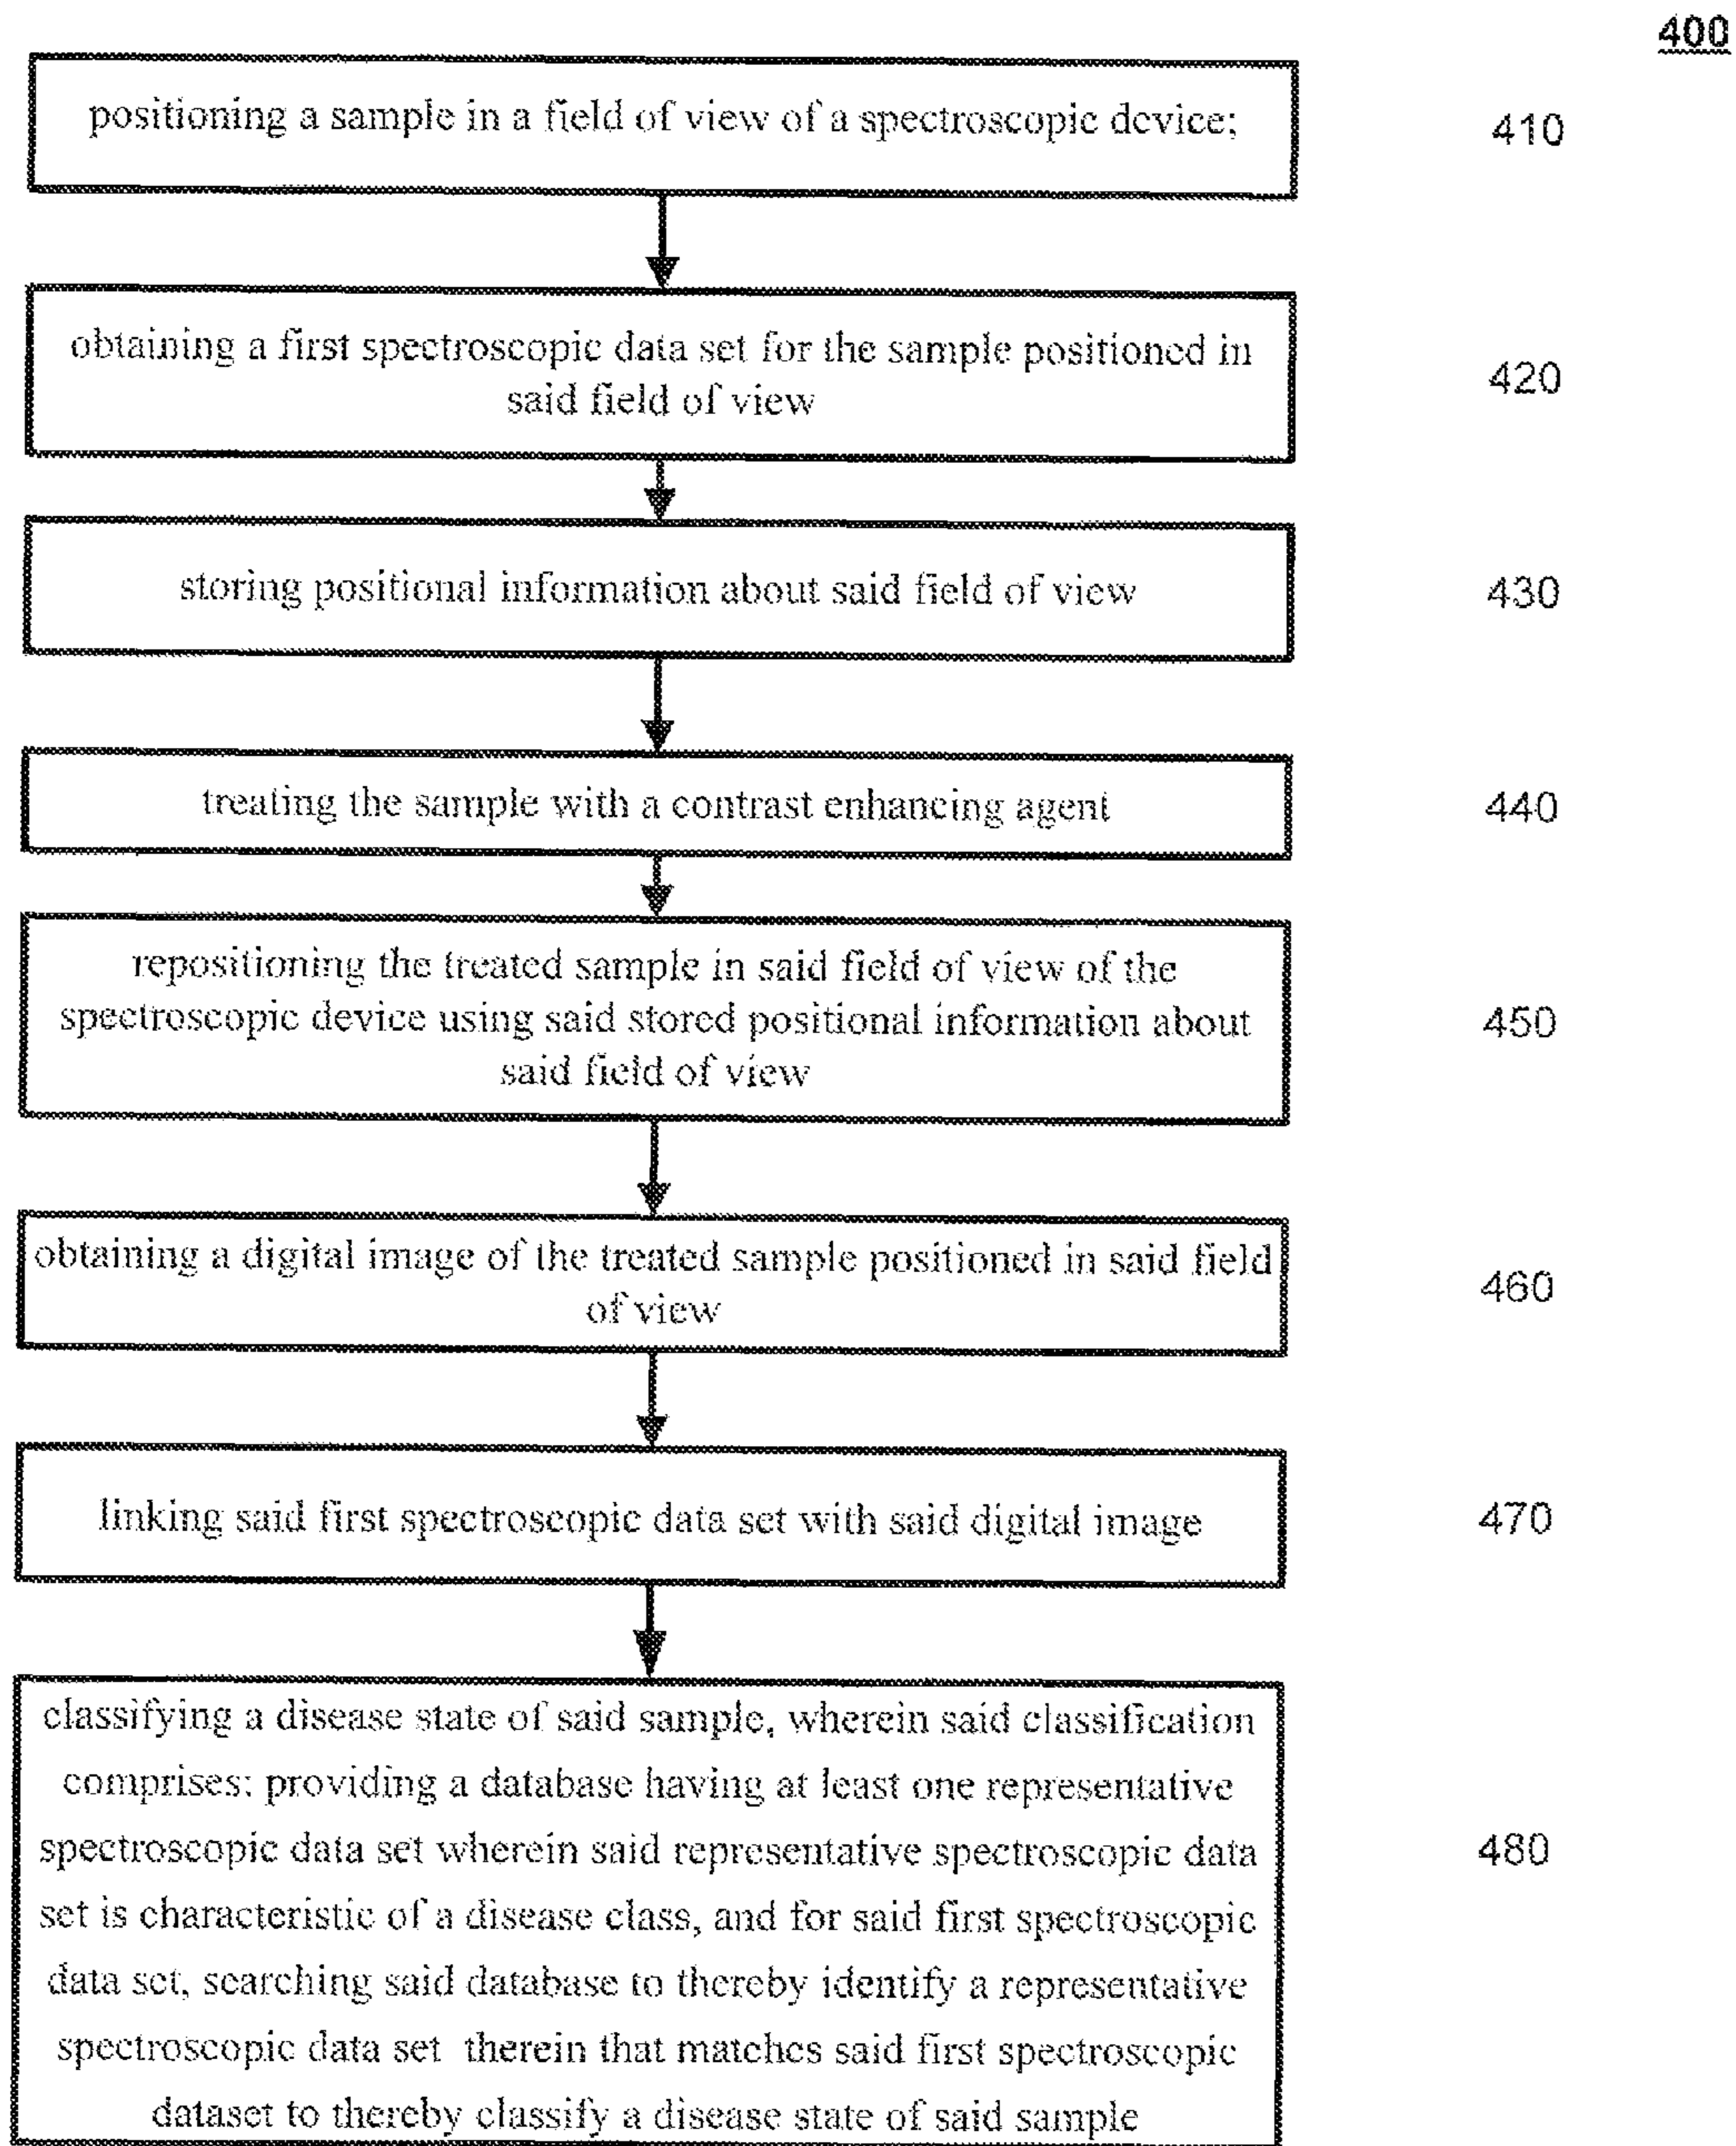 400
positioning a sample in a field of view of a spectroscopic device;
410
obtaining a first spectroscopic data set for the sample positioned in
said field of view
420
storing positional information about said field of view
430
treating the sample with a contrast enhancing agent
440
repositioning the treated sample in said field of view of the
spectroscopic device using said stored positional information about
said field of view
450
obtaining a digital image of the treated sample positioned in said field
of view
460
linking said first spectroscopic data set with said digital image
470
classifying a disease state of said sample, wherein said classification
comprises: providing a database having at least one representative
spectroscopic data set wherein said representative spectroscopic data
set is characteristic of a disease class, and for said first spectroscopic
data set, searching said database to thereby identify a representative
spectroscopic data set therein that matches said first spectroscopic
dataset to thereby classify a disease state of said sample
480